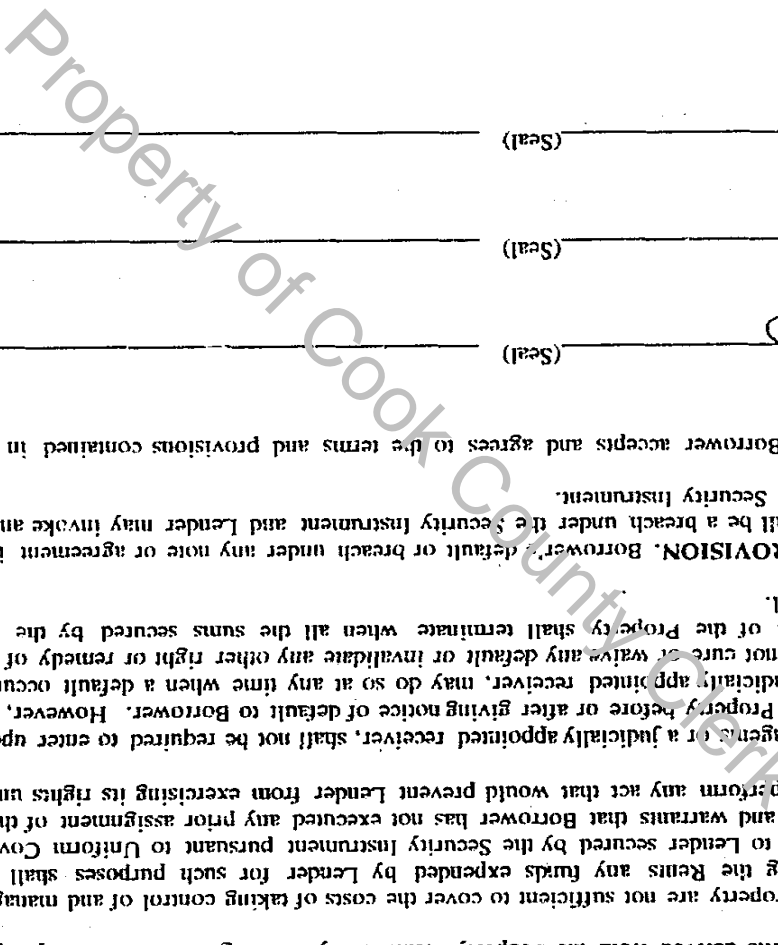 roperty are not sufficient to cover the costs of taking control of and manag
g the Rents any funds expended by Lender for such purposes shall
to Lender secured by the Security Instrument pursuant to Uniform Cov
and warrants that Borrower has not executed any prior assignment of th
perform any act that would prevent Lender from exercising its rights un
agents or a judicially appointed receiver, shall not be required to enter up
Property before or after giving notice of default to Borrower. However,
udicially appointed receiver, may do so at any time when a default occu
not cure or waive any default or invalidate any other right or remedy of
of the Property shall terminate when all the sums secured by the
l.
ROVISION. Borrower's default or breach under any note or agreement i
ll be a breach under the Security Instrument and Lender may invoke an
Security Instrument.
Borrower accepts and agrees to the terms and provisions contained in
(Seal)
(Seal)
(Seal)
Property of Cook County Clerk